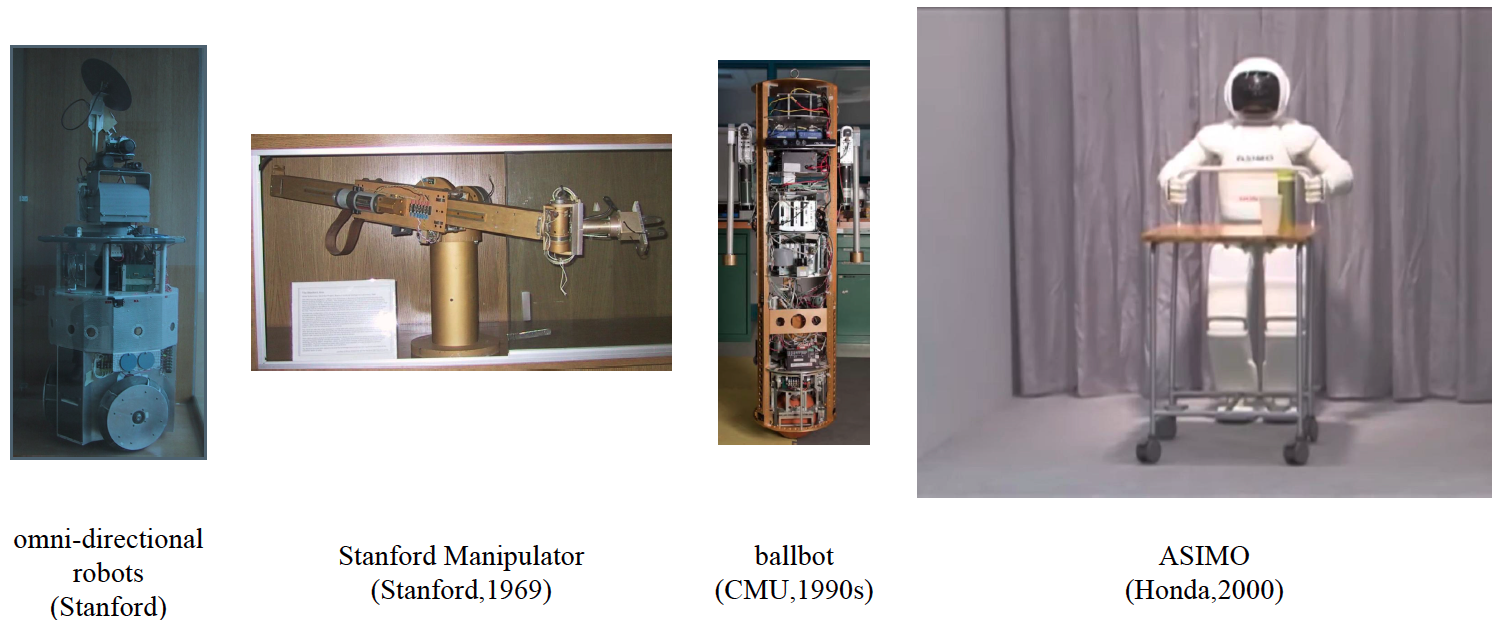 ASIMO
omni-directional
robots
(Stanford)
Stanford Manipulator
(Stanford,1969)
ballbot
(CMU,1990s)
ASIMO
(Honda,2000)